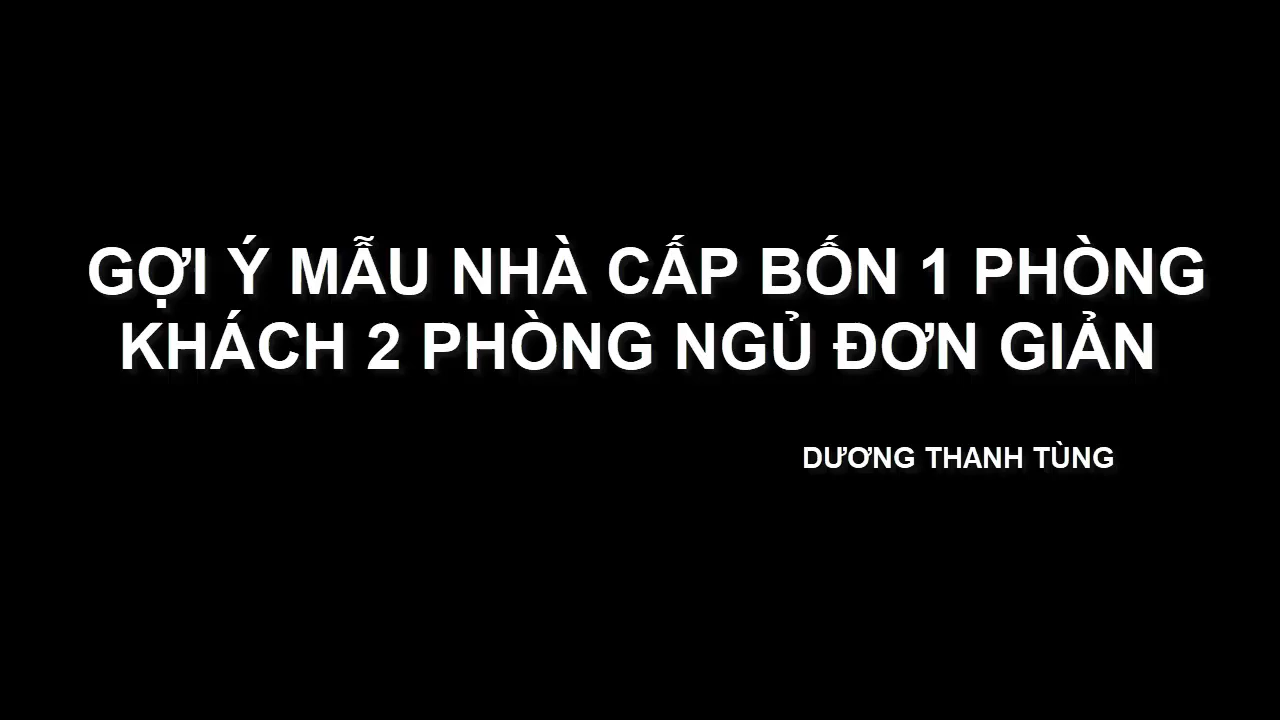 GỢI Ý MẪU NHÀ CẤP BỐN 1 PHÒNG
KHÁCH 2 PHÒNG NGỦ ĐƠN GIẢN
DƯƠNG THANH TÙNG